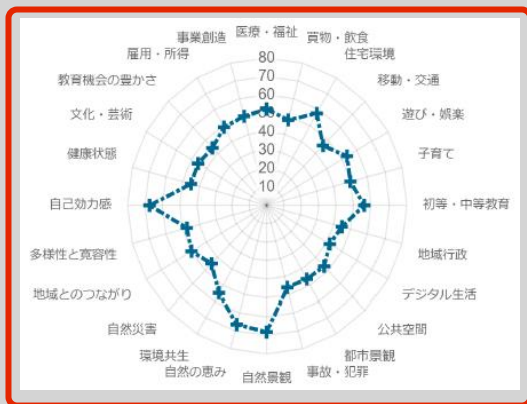 医療・福祉
買物・飲食
住宅環境
移動・交通
遊び・娯楽
子育て
初等・中等教育
地域行政
デジタル生活
公共空間
都市景観
事故・犯罪
自然景観
自然の恵み
環境共生
自然災害
地域とのつながり
多様性と寛容性
自己効力感
健康状態
文化・芸術
教育機会の豊かさ
雇用・所得
事業創造
80
70
60
50
40
30
20
10